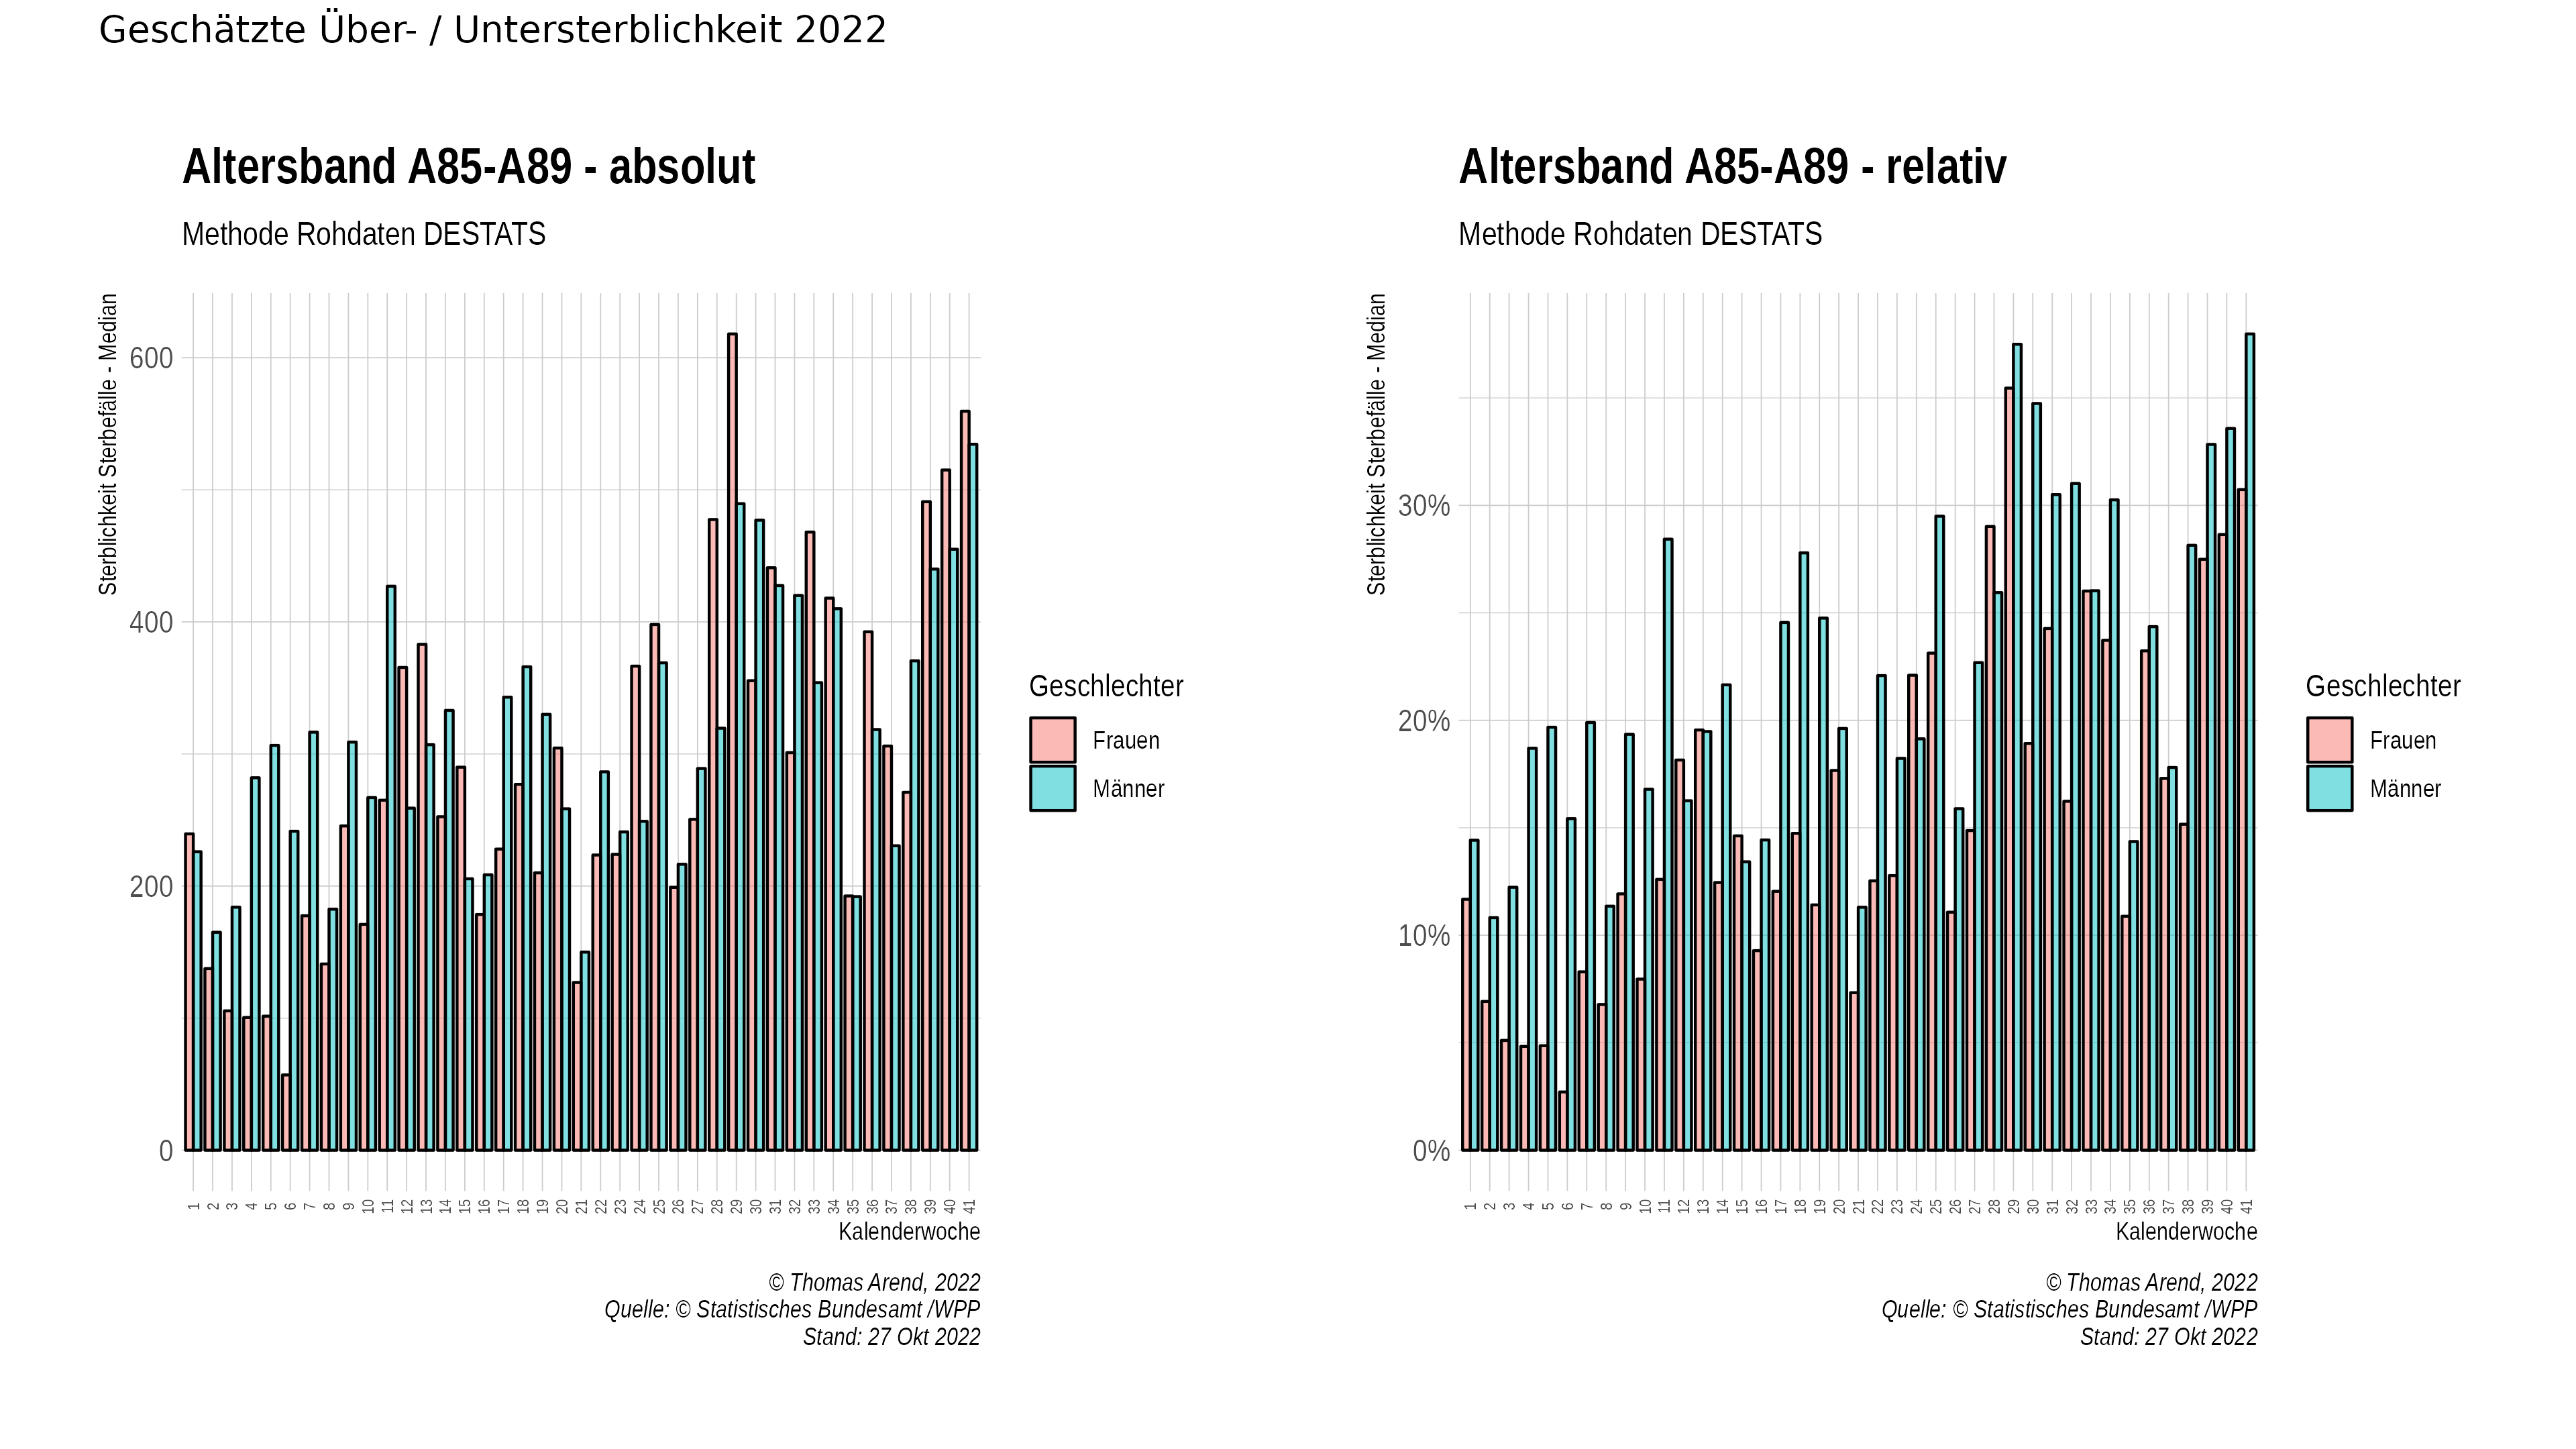 Geschätzte Über- / Untersterblichkeit 2022
Altersband A85-A89 - absolut
Methode Rohdaten DESTATS
Sterblichkeit Sterbefälle - Median
600
400
200
0
1 2 3 4 5 6 7 8 9 10 11 12 13 14 15 16 17 18 19 20 21 22 23 24 25 26 27 28 29 30 31 32 33 34 35 36 37 38 39 40 41
Kalenderwoche
Geschlechter
Frauen
Männer
© Thomas Arend, 2022
Quelle: © Statistisches Bundesamt /WPP
Stand: 27 Okt 2022
Altersband A85-A89 - relativ
Methode Rohdaten DESTATS
Sterblichkeit Sterbefälle - Median
30%
20%
10%
0%
1 2 3 4 5 6 7 8 9 10 11 12 13 14 15 16 17 18 19 20 21 22 23 24 25 26 27 28 29 30 31 32 33 34 35 36 37 38 39 40 41
Kalenderwoche
Geschlechter
Frauen
Männer
© Thomas Arend, 2022
Quelle: © Statistisches Bundesamt /WPP
Stand: 27 Okt 2022